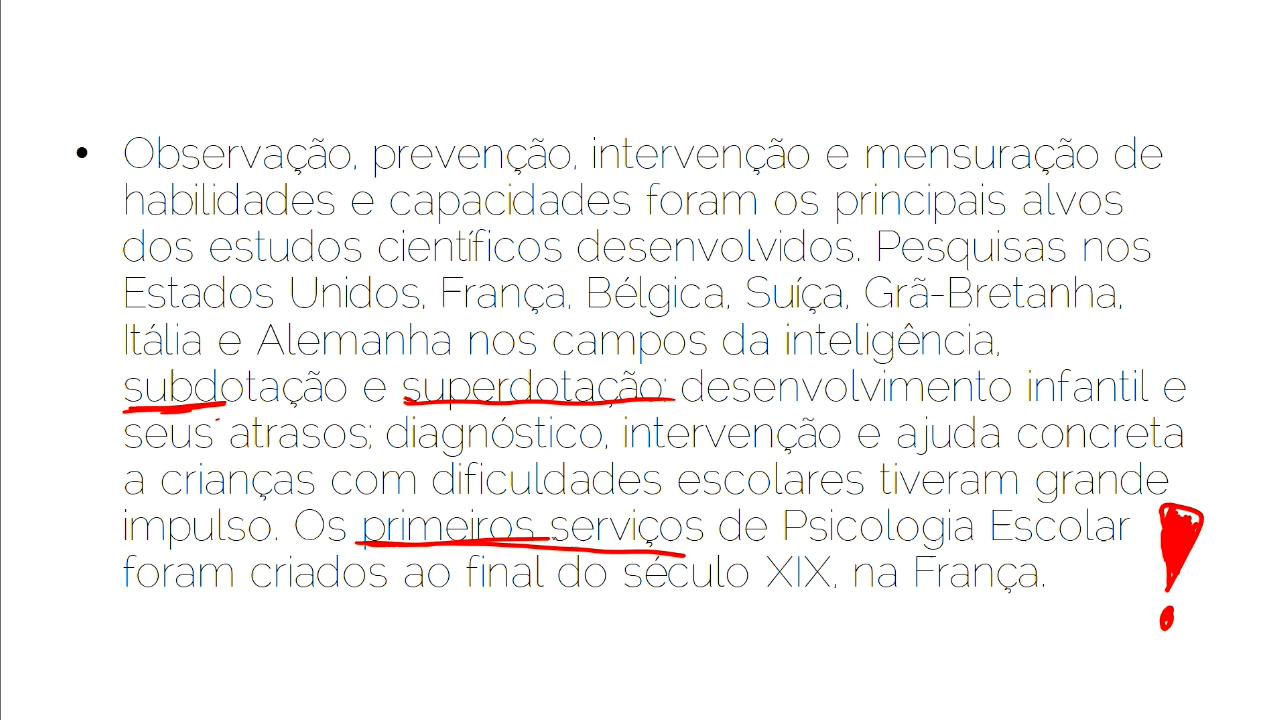 • Observação, prevenção, intervenção e mensuração de
habilidades e capacidades foram os principais alvos
dos estudos científicos desenvolvidos. Pesquisas nos
Estados Unidos, França, Bélgica, Suíça, Grã-Bretanha,
Itália e Alemanha nos campos da inteligência,
subdotação e superdotação; desenvolvimento infantil e
seus atrasos; diagnóstico, intervenção e ajuda concreta
a crianças com dificuldades escolares tiveram grande
impulso. Os primeiros serviços de Psicologia Escolar
foram criados ao final do século XIX, na França.
!